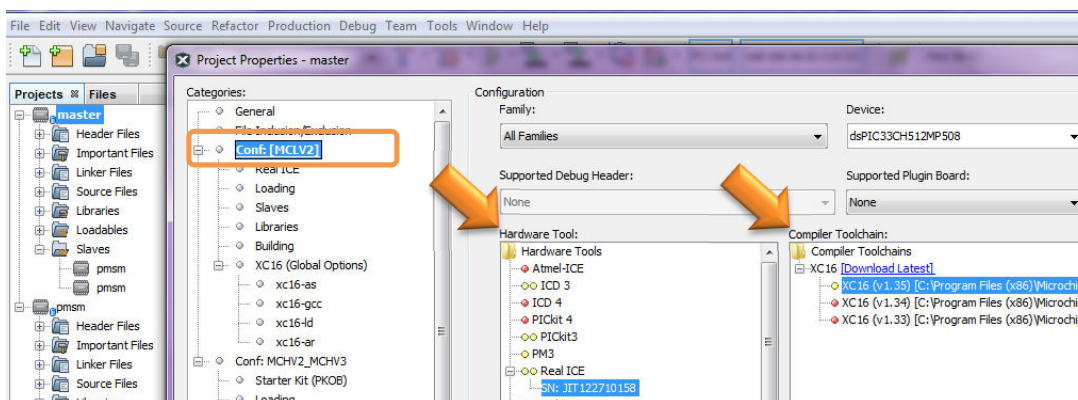 File Edit View Navigate Source Refactor Production Debug Team Tools Window Help
Project Properties - master
Projects Files
master
Header Files
Important Files
Linker Files
Source Files
Libraries
Loadables
Slaves
pmsm
pmsm
pmsm
Header Files
Important Files
Linker Files
Source Files
Categories:
General
File Inclusion/Exclusion
Conf: [MCLV2]
Real ICE
Loading
Slaves
Libraries
Building
XC16 (Global Options)
xc16-as
xc16-gcc
xc16-ld
xc16-ar
Conf: MCHV2_MCHV3
Starter Kit (PKOB)
Loading
Configuration
Family:
All Families
Device:
dsPIC33CH512MP508
Supported Debug Header:
None
Supported Plugin Board:
None
Hardware Tool:
Hardware Tools
Atmel-ICE
ICD 3
ICD 4
PICkit 4
PICkit3
PM3
Real ICE
SN: JIT122710158
Compiler Toolchain:
Compiler Toolchains
XC16 [Download Latest]
XC16 (v1.35) [C:\Program Files (x86)\Microchi
XC16 (v1.34) [C:\Program Files (x86)\Microchi
XC16 (v1.33) [C:\Program Files (x86)\Microchi